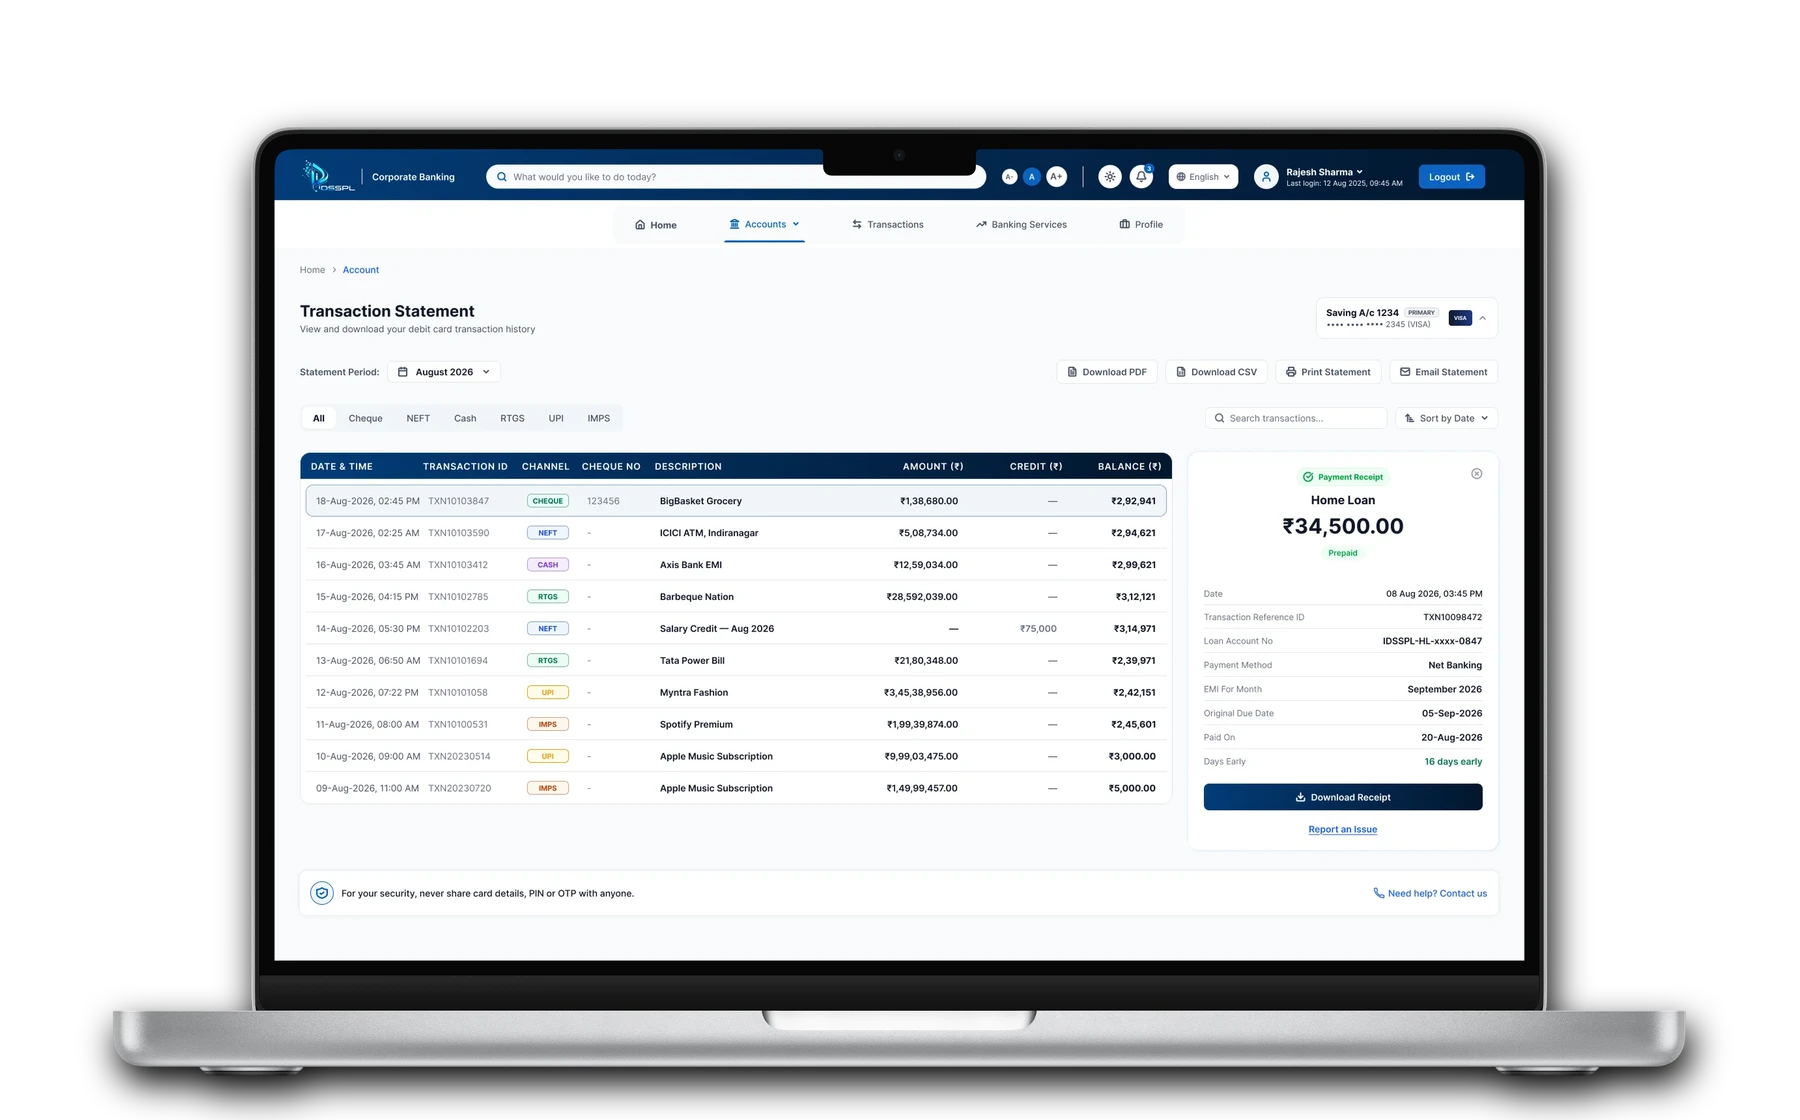 IDSSPL
Corporate Banking
What would you like to do today?
A-
A
A+
3
English
Rajesh Sharma
Last login: 12 Aug 2025, 09:45 AM
Logout
Home
Accounts
Transactions
Banking Services
Profile
Home > Account
Transaction Statement
View and download your debit card transaction history
Saving A/c 1234 PRIMARY
•••• •••• •••• 2345 (VISA)
VISA
Statement Period: August 2026
Download PDF
Download CSV
Print Statement
Email Statement
All Cheque NEFT Cash RTGS UPI IMPS
Search transactions...
Sort by Date
DATE & TIME TRANSACTION ID CHANNEL CHEQUE NO DESCRIPTION AMOUNT (₹) CREDIT (₹) BALANCE (₹)
18-Aug-2026, 02:45 PM TXN10103847 CHEQUE 123456 BigBasket Grocery ₹1,38,680.00 — ₹2,92,941
17-Aug-2026, 02:25 AM TXN10103590 NEFT - ICICI ATM, Indiranagar ₹5,08,734.00 — ₹2,94,621
16-Aug-2026, 03:45 AM TXN10103412 CASH - Axis Bank EMI ₹12,59,034.00 — ₹2,99,621
15-Aug-2026, 04:15 PM TXN10102785 RTGS - Barbeque Nation ₹28,592,039.00 — ₹3,12,121
14-Aug-2026, 05:30 PM TXN10102203 NEFT - Salary Credit — Aug 2026 — ₹75,000 ₹3,14,971
13-Aug-2026, 06:50 AM TXN10101694 RTGS - Tata Power Bill ₹21,80,348.00 — ₹2,39,971
12-Aug-2026, 07:22 PM TXN10101058 UPI - Myntra Fashion ₹3,45,38,956.00 — ₹2,42,151
11-Aug-2026, 08:00 AM TXN10100531 IMPS - Spotify Premium ₹1,99,39,874.00 — ₹2,45,601
10-Aug-2026, 09:00 AM TXN20230514 UPI - Apple Music Subscription ₹9,99,03,475.00 — ₹3,000.00
09-Aug-2026, 11:00 AM TXN20230720 IMPS - Apple Music Subscription ₹1,49,99,457.00 — ₹5,000.00
Payment Receipt
Home Loan
₹34,500.00
Prepaid
Date 08 Aug 2026, 03:45 PM
Transaction Reference ID TXN10098472
Loan Account No IDSSPL-HL-xxxx-0847
Payment Method Net Banking
EMI For Month September 2026
Original Due Date 05-Sep-2026
Paid On 20-Aug-2026
Days Early 16 days early
Download Receipt
Report an Issue
For your security, never share card details, PIN or OTP with anyone.
Need help? Contact us